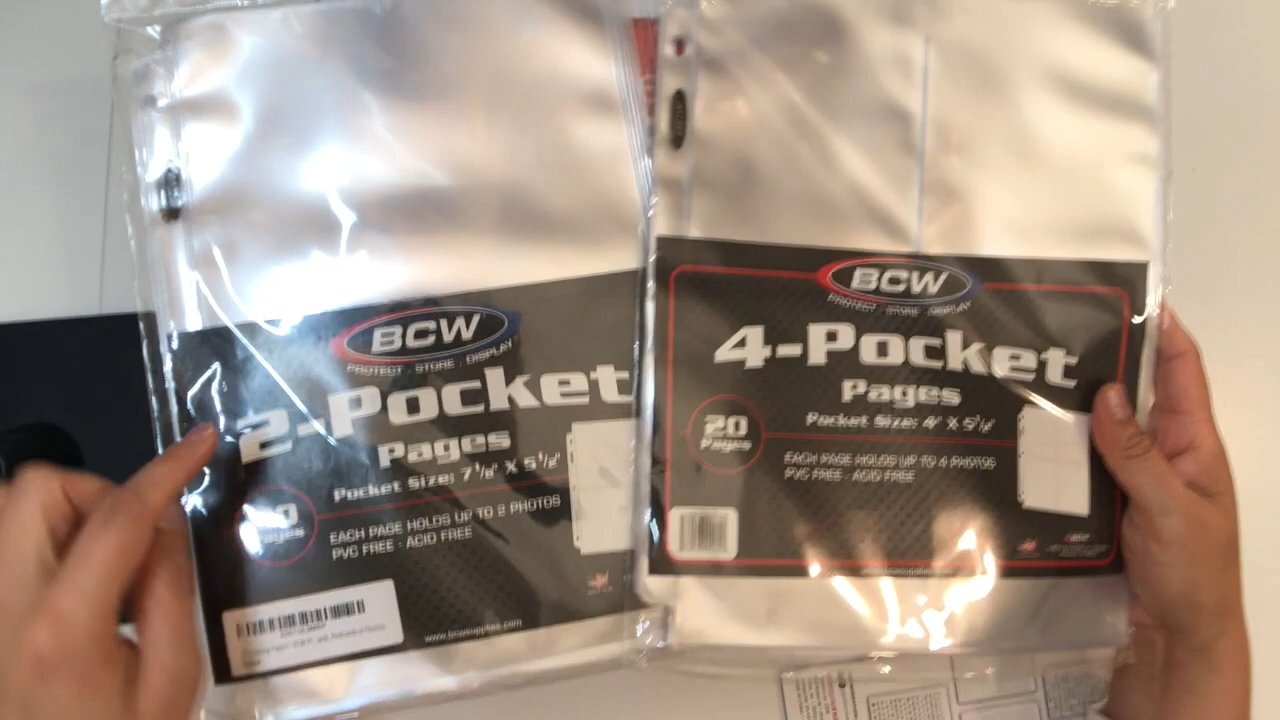 BCW
PROTECT · STORE · DISPLAY
2-Pocket
Pages
Pocket Size: 7 1/2" X 5 1/2"
EACH PAGE HOLDS UP TO 2 PHOTOS
PVC FREE - ACID FREE
www.bcwsupplies.com
BCW
PROTECT · STORE · DISPLAY
4-Pocket
Pages
20
Pages
Pocket Size: 4" X 5 1/2"
EACH PAGE HOLDS UP TO 4 PHOTOS
PVC FREE - ACID FREE